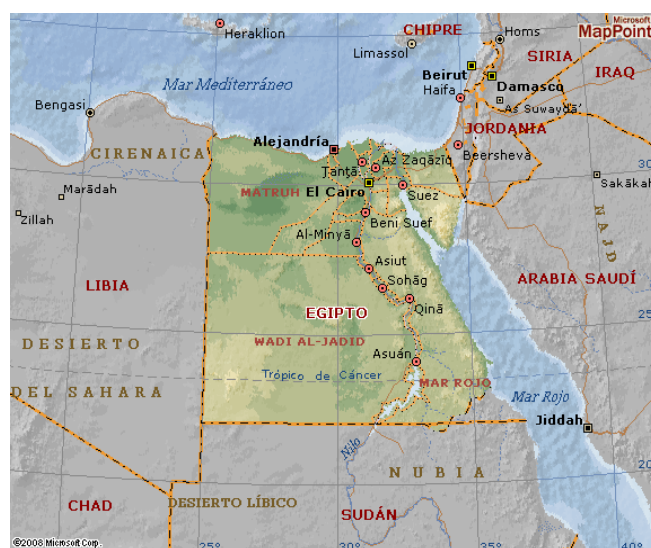 Microsoft
MapPoint
Heraklion
CHIPRE
Homs
Limassol
SIRIA
Mar Mediterráneo
Beirut
IRAQ
Damasco
Haifa
Bengasi
As Suwaydā'
JORDANIA
Alejandría
CIRENAICA
Az Zaqāzīq
Beersheva
Ţanţā
30
Sakākah
Marādah
MATRUH
El Cairo
Suez
Zillah
Beni Suef
NAJD
Al-Minyā
Asiut
LIBIA
Sohāg
ARABIA SAUDÍ
Qinā
EGIPTO
25
DESIERTO
WADI AL-JADID
Asuán
Trópico de Cáncer
MAR ROJO
DEL SAHARA
Mar Rojo
Jiddah
Nilo
NUBIA
20°
CHAD
DESIERTO LÍBICO
SUDÁN
©2008 Microsoft Corp.
25°
30°
35°